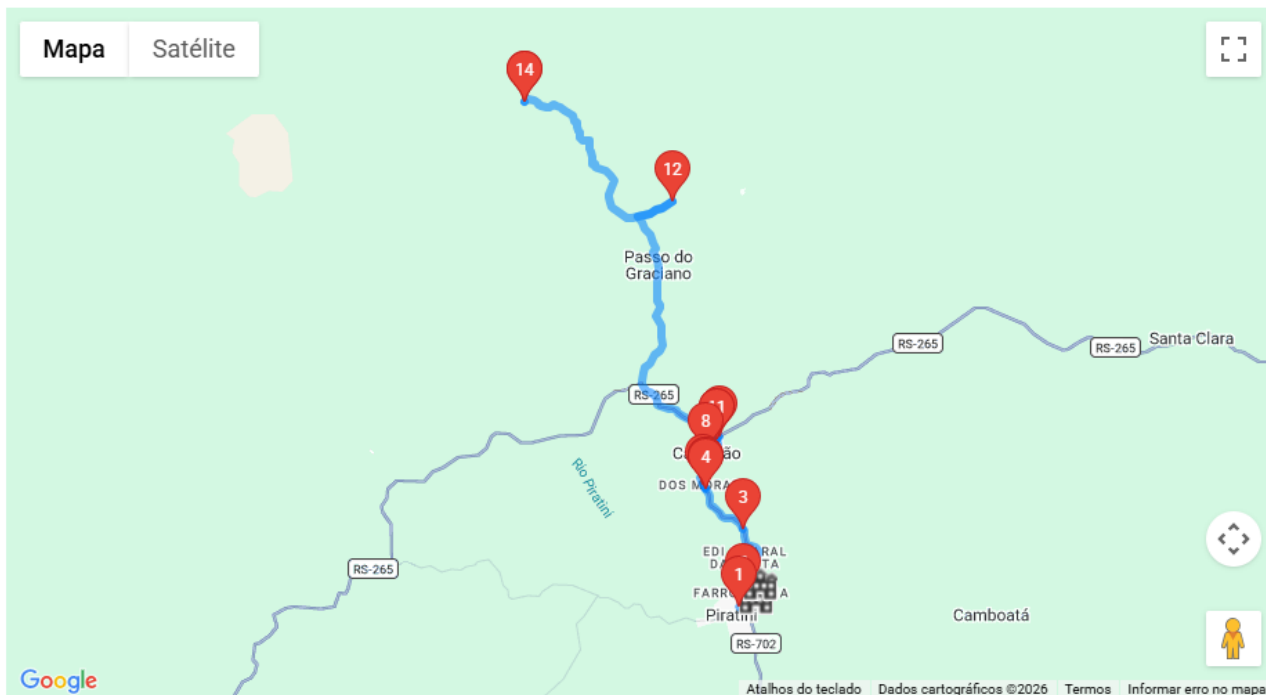 Mapa
Satélite
14
12
Passo do
Graciano
RS-265
Santa Clara
RS-265
RS-265
11
8
4
Rio Piratini
3
RS-265
1
Piratini
Camboatá
RS-702
Google
Atalhos do teclado
Dados cartográficos ©2026
Termos
Informar erro no mapa